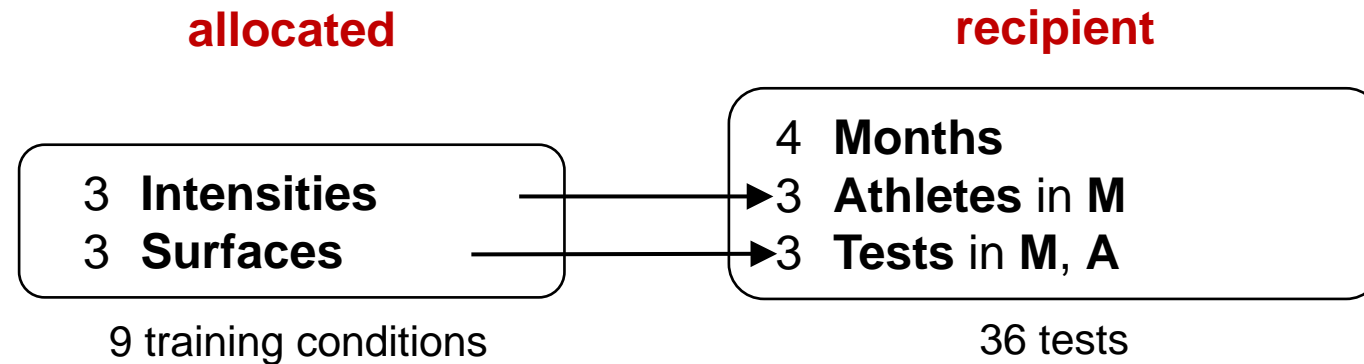 allocated
recipient
3 Intensities
3 Surfaces
4 Months
3 Athletes in M
3 Tests in M, A
9 training conditions
36 tests